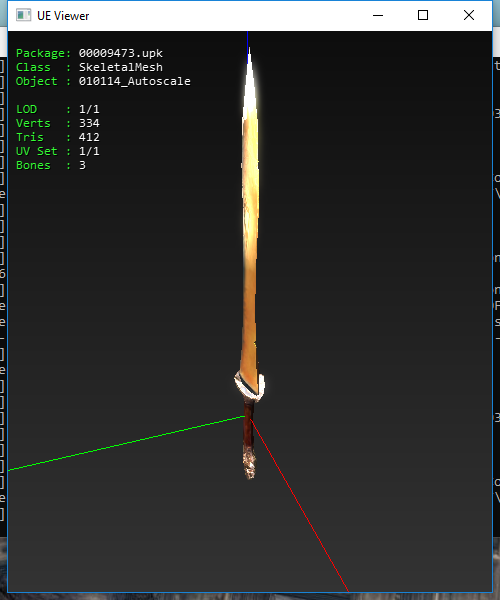 UE Viewer
Package: 00009473.upk
Class : SkeletalMesh
Object : 010114_Autoscale
LOD : 1/1
Verts : 334
Tris : 412
UV Set : 1/1
Bones : 3